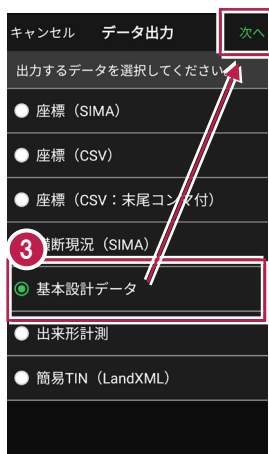 キャンセル データ出力 次へ
出力するデータを選択してください
座標（SIMA）
座標（CSV）
座標（CSV：末尾コンマ付）
3 断現況（SIMA）
基本設計データ
出来形計測
簡易TIN（LandXML）